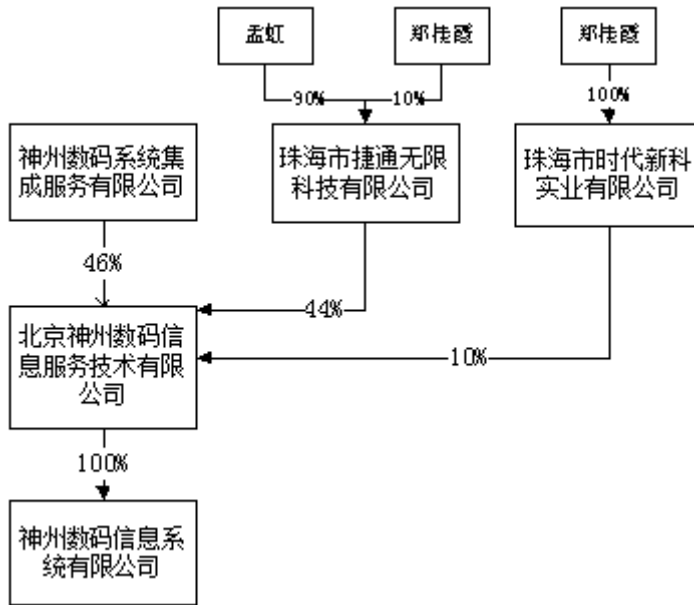 孟虹
郑桂霞
郑桂霞
90%
10%
100%
神州数码系统集
成服务有限公司
珠海市捷通无限
科技有限公司
珠海市时代新科
实业有限公司
46%
44%
北京神州数码信
息服务技术有限
公司
10%
100%
神州数码信息系
统有限公司